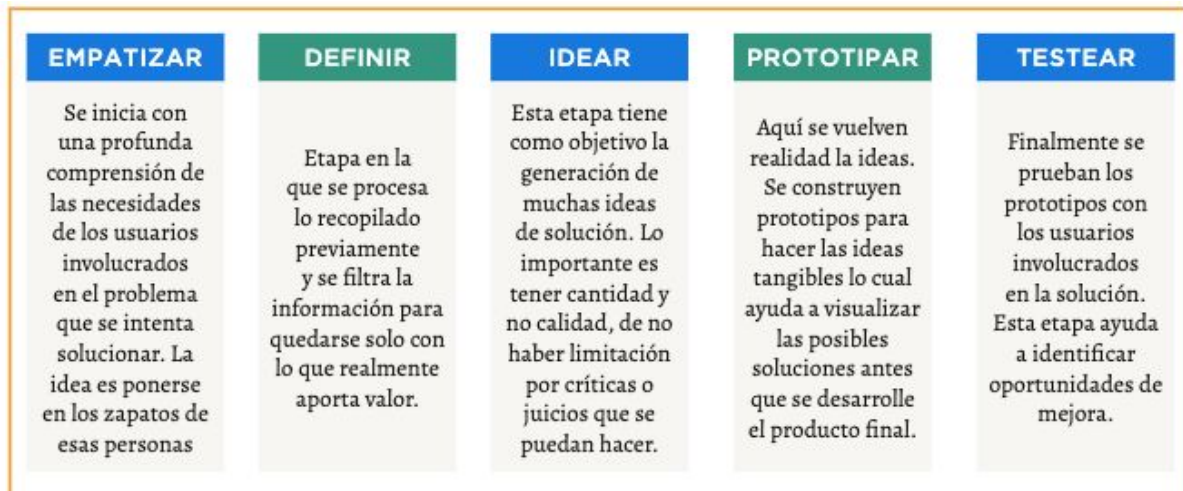 EMPATIZAR
Se inicia con
una profunda
comprensión de
las necesidades
de los usuarios
involucrados
en el problema
que se intenta
solucionar. La
idea es ponerse
en los zapatos de
esas personas
DEFINIR
Etapa en la
que se procesa
lo recopilado
previamente
y se filtra la
información para
quedarse solo con
lo que realmente
aporta valor.
IDEAR
Esta etapa tiene
como objetivo la
generación de
muchas ideas
de solución. Lo
importante es
tener cantidad y
no calidad, de no
haber limitación
por críticas o
juicios que se
puedan hacer.
PROTOTIPAR
Aquí se vuelven
realidad la ideas.
Se construyen
prototipos para
hacer las ideas
tangibles lo cual
ayuda a visualizar
las posibles
soluciones antes
que se desarrolle
el producto final.
TESTEAR
Finalmente se
prueban los
prototipos con
los usuarios
involucrados
en la solución.
Esta etapa ayuda
a identificar
oportunidades de
mejora.